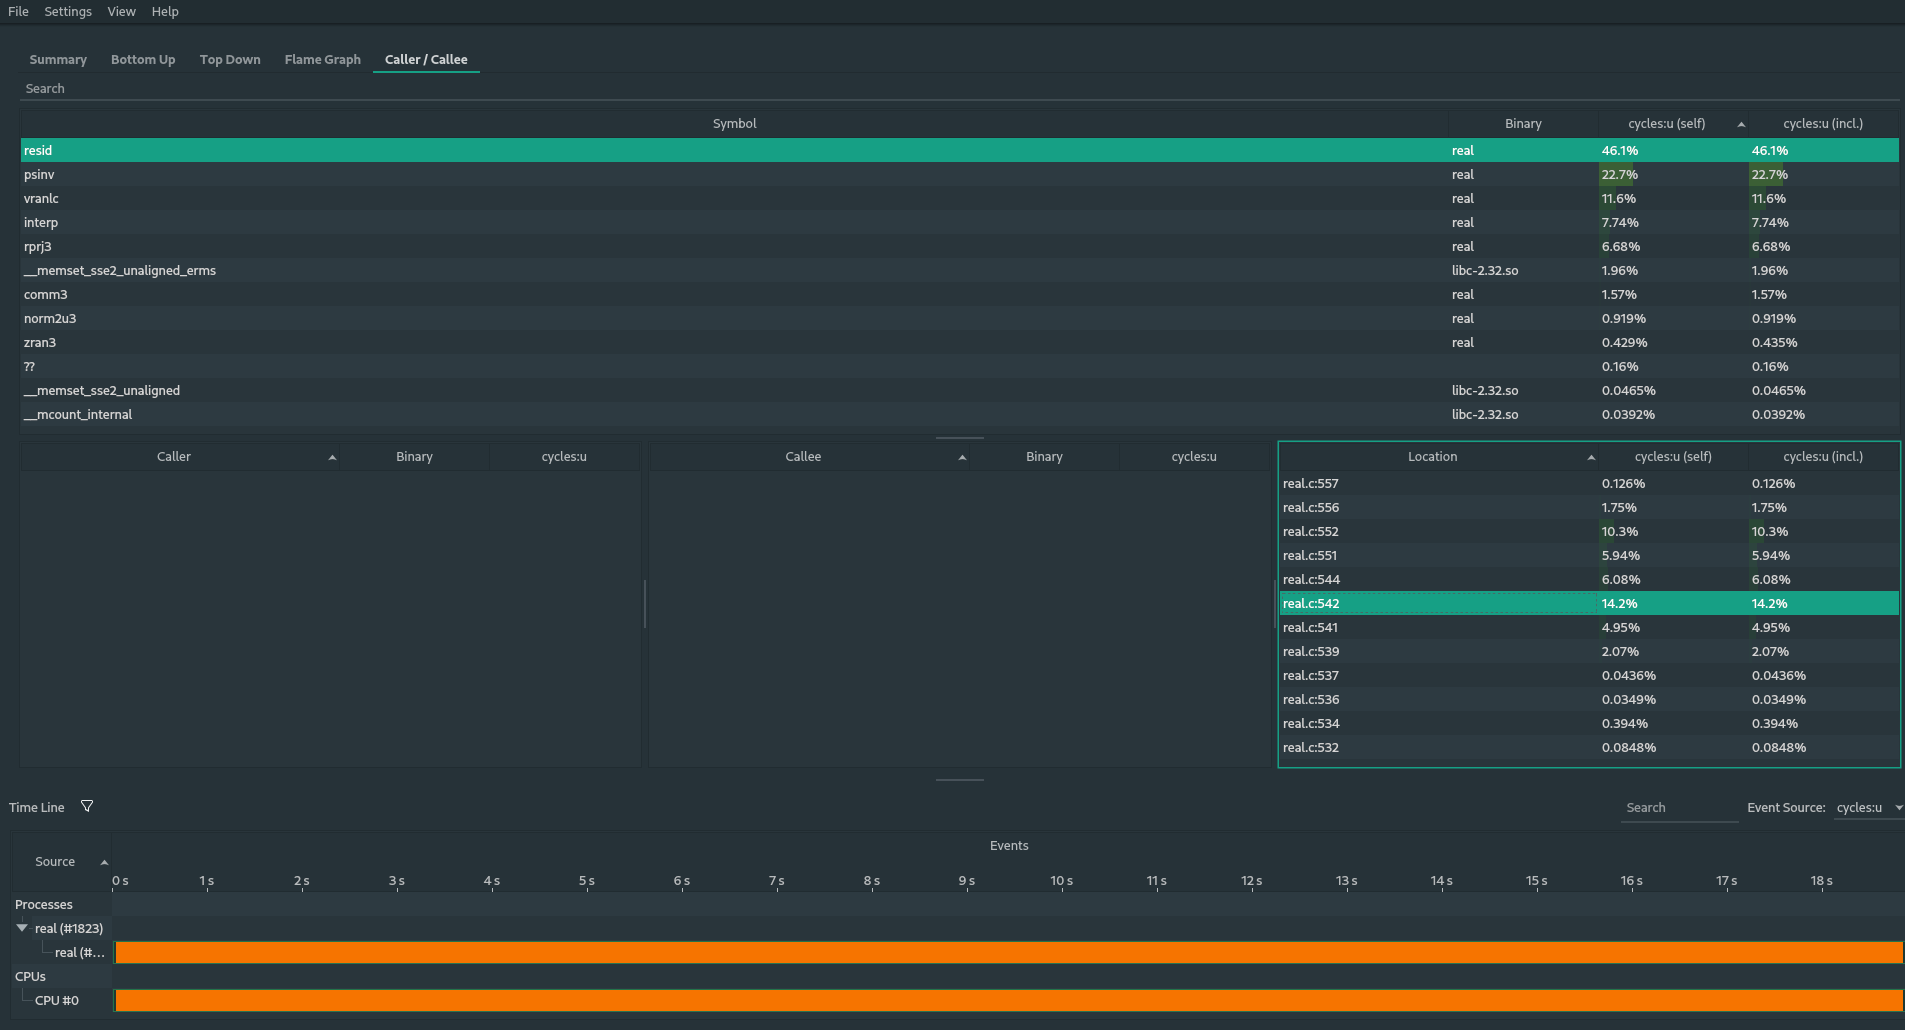 File Settings View Help
Summary Bottom Up Top Down Flame Graph Caller / Callee
Search
Symbol Binary cycles:u (self) cycles:u (incl.)
resid real 46.1% 46.1%
psinv real 22.7% 22.7%
vranlc real 11.6% 11.6%
interp real 7.74% 7.74%
rprj3 real 6.68% 6.68%
__memset_sse2_unaligned_erms libc-2.32.so 1.96% 1.96%
comm3 real 1.57% 1.57%
norm2u3 real 0.919% 0.919%
zran3 real 0.429% 0.435%
?? 0.16% 0.16%
__memset_sse2_unaligned libc-2.32.so 0.0465% 0.0465%
__mcount_internal libc-2.32.so 0.0392% 0.0392%
Caller Binary cycles:u
Callee Binary cycles:u
Location cycles:u (self) cycles:u (incl.)
real.c:557 0.126% 0.126%
real.c:556 1.75% 1.75%
real.c:552 10.3% 10.3%
real.c:551 5.94% 5.94%
real.c:544 6.08% 6.08%
real.c:542 14.2% 14.2%
real.c:541 4.95% 4.95%
real.c:539 2.07% 2.07%
real.c:537 0.0436% 0.0436%
real.c:536 0.0349% 0.0349%
real.c:534 0.394% 0.394%
real.c:532 0.0848% 0.0848%
Time Line Search Event Source: cycles:u
Source Events
0 s 1 s 2 s 3 s 4 s 5 s 6 s 7 s 8 s 9 s 10 s 11 s 12 s 13 s 14 s 15 s 16 s 17 s 18 s
Processes
real (#1823)
real (#...
CPUs
CPU #0